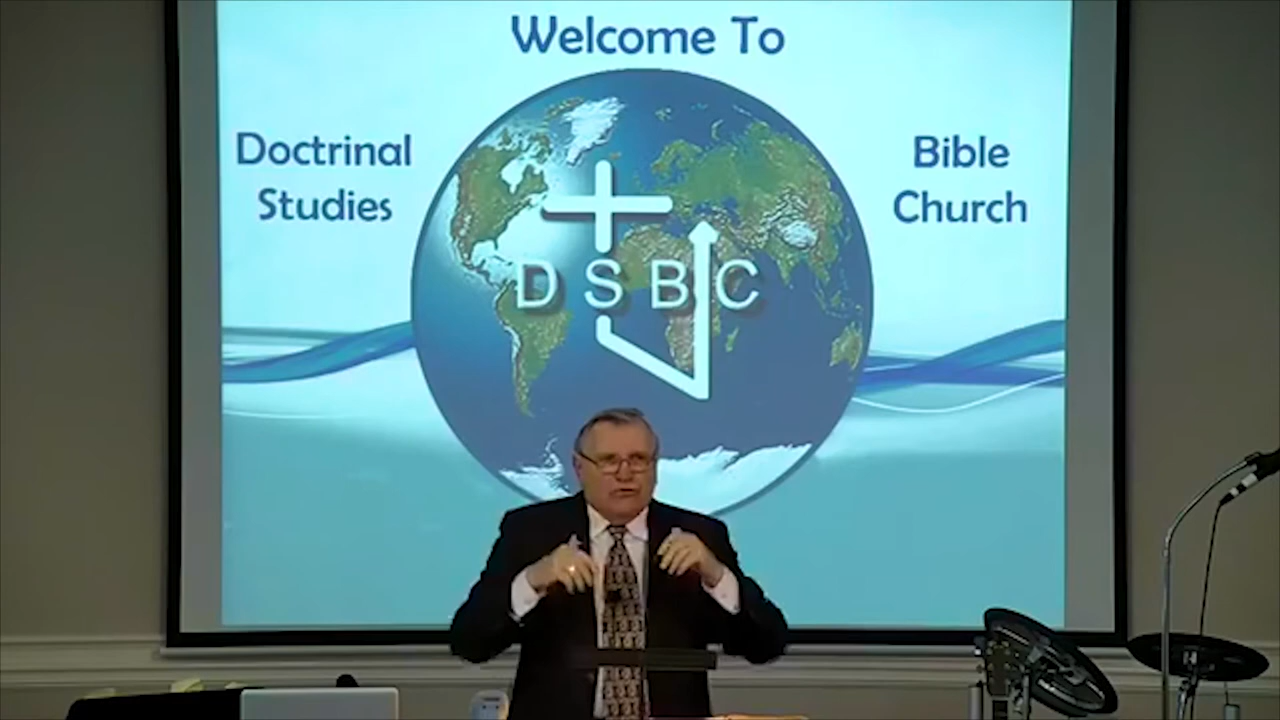 Welcome To
Doctrinal
Studies
Bible
Church
DSBC